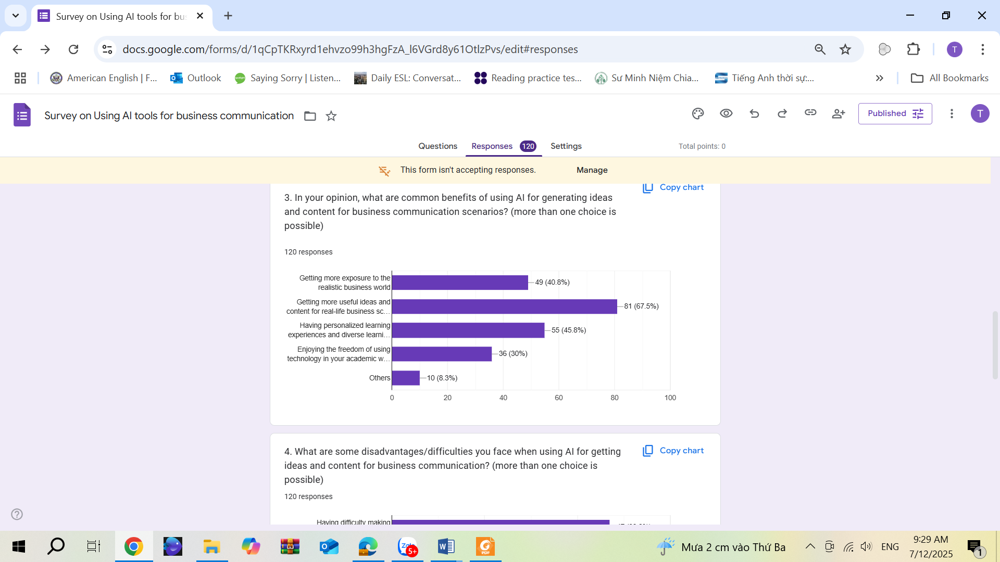 Survey on Using AI tools for bu
docs.google.com/forms/d/1qCpTKRxyrd1ehvzo99h3hgFzA_l6VGrd8y61OtlzPvs/edit#responses
T
American English | F...
Outlook
Saying Sorry | Listen...
Daily ESL: Conversat...
Reading practice tes...
Sư Minh Niệm Chia...
Tiếng Anh thời sự:...
All Bookmarks
Survey on Using AI tools for business communication
Published
T
Questions
Responses 120
Settings
Total points: 0
This form isn't accepting responses.
Manage
Copy chart
3. In your opinion, what are common benefits of using AI for generating ideas
and content for business communication scenarios? (more than one choice is
possible)
120 responses
Getting more exposure to the
realistic business world
49 (40.8%)
Getting more useful ideas and
content for real-life business sc...
81 (67.5%)
Having personalized learning
experiences and diverse learni...
55 (45.8%)
Enjoying the freedom of using
technology in your academic w...
36 (30%)
Others
10 (8.3%)
0 20 40 60 80 100
4. What are some disadvantages/difficulties you face when using AI for getting
ideas and content for business communication? (more than one choice is
possible)
Copy chart
120 responses
Having difficulty making
Zalo
5+
PDF
Mưa 2 cm vào Thứ Ba
ENG
9:29 AM
7/12/2025
1